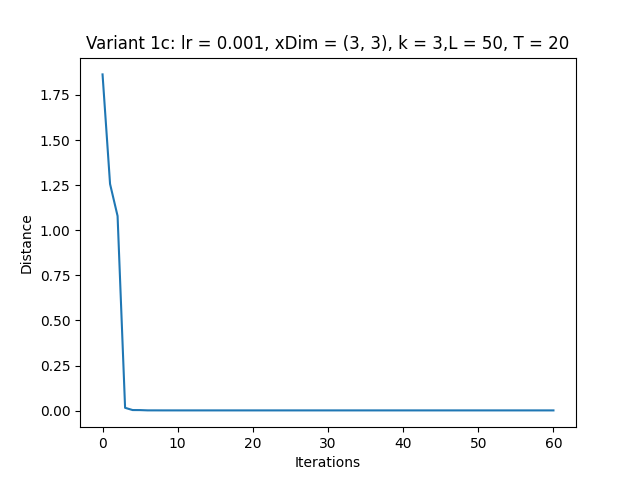 Variant 1c: lr = 0.001, xDim = (3, 3), k = 3,L = 50, T = 20
1.75
1.50
1.25
1.00
0.75
0.50
0.25
0.00
Distance
0 10 20 30 40 50 60
Iterations